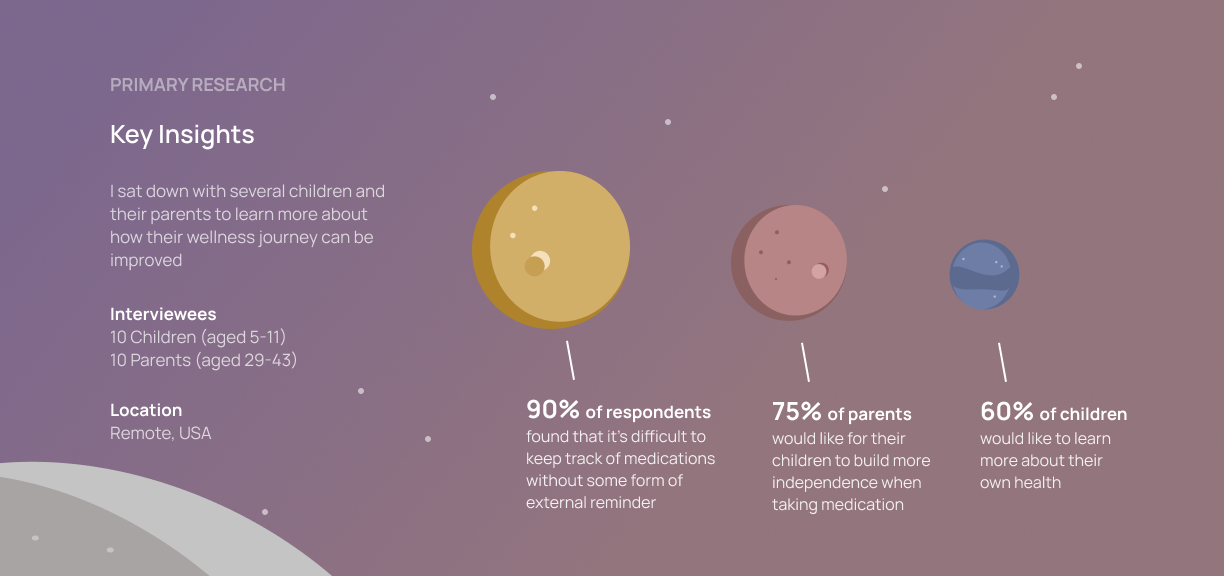 PRIMARY RESEARCH
Key Insights
I sat down with several children and
their parents to learn more about
how their wellness journey can be
improved
Interviewees
10 Children (aged 5-11)
10 Parents (aged 29-43)
Location
Remote, USA
90% of respondents
found that it's difficult to
keep track of medications
without some form of
external reminder
75% of parents
would like for their
children to build more
independence when
taking medication
60% of children
would like to learn
more about their
own health